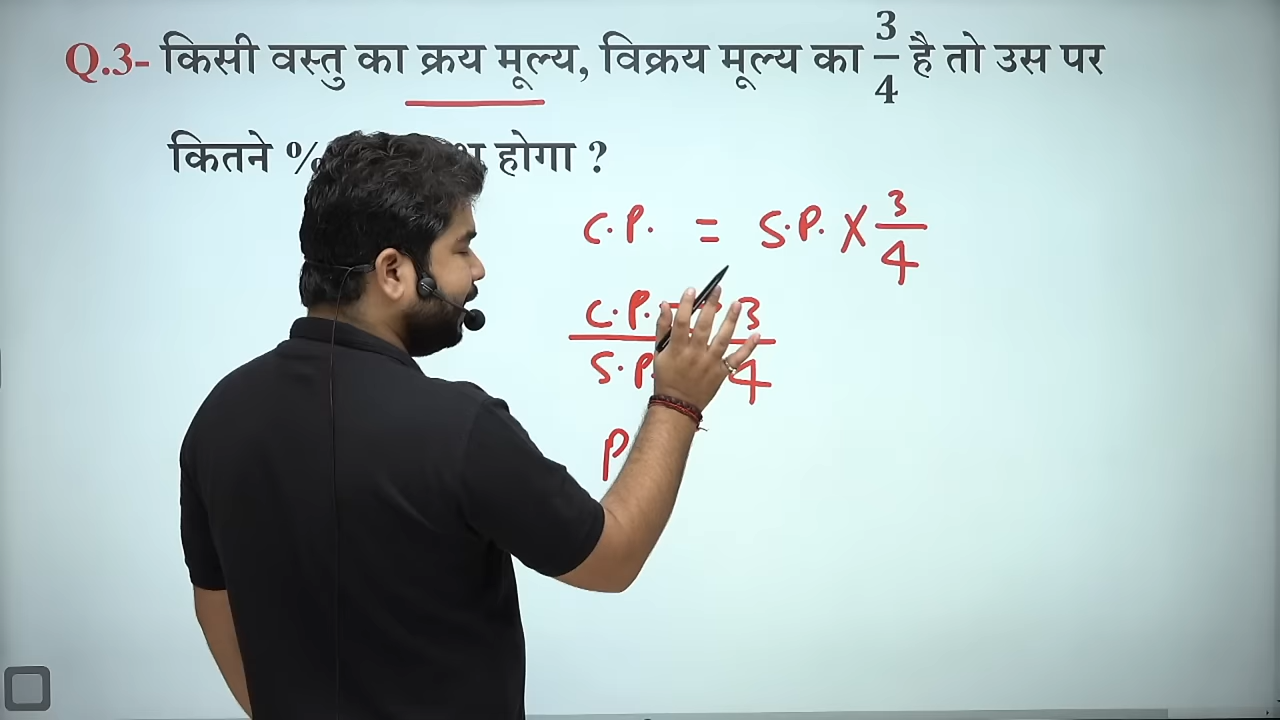 Q.3- किसी वस्तु का क्रय मूल्य, विक्रय मूल्य का 3/4 है तो उस पर
कितने % होगा ?
C.P. = S.P. × 3/4
C.P. 3
S.P. 4
P